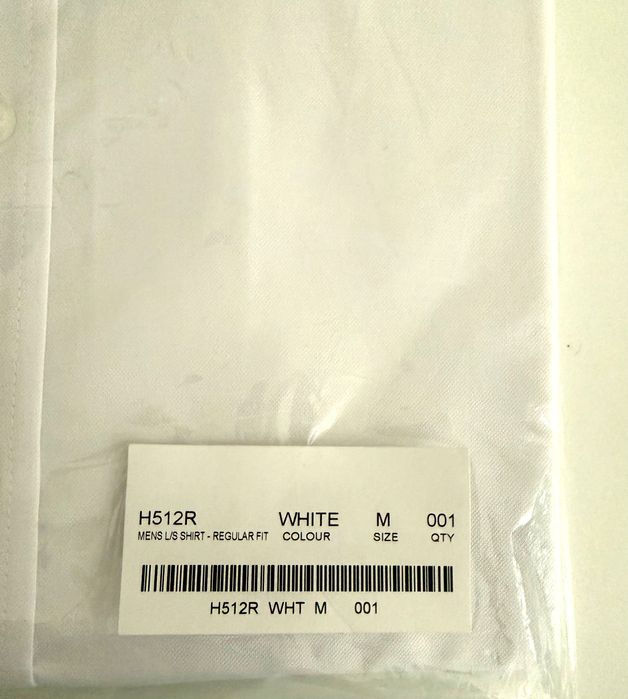 H512R WHITE M 001
MENS L/S SHIRT - REGULAR FIT COLOUR SIZE QTY
H512R WHT M 001